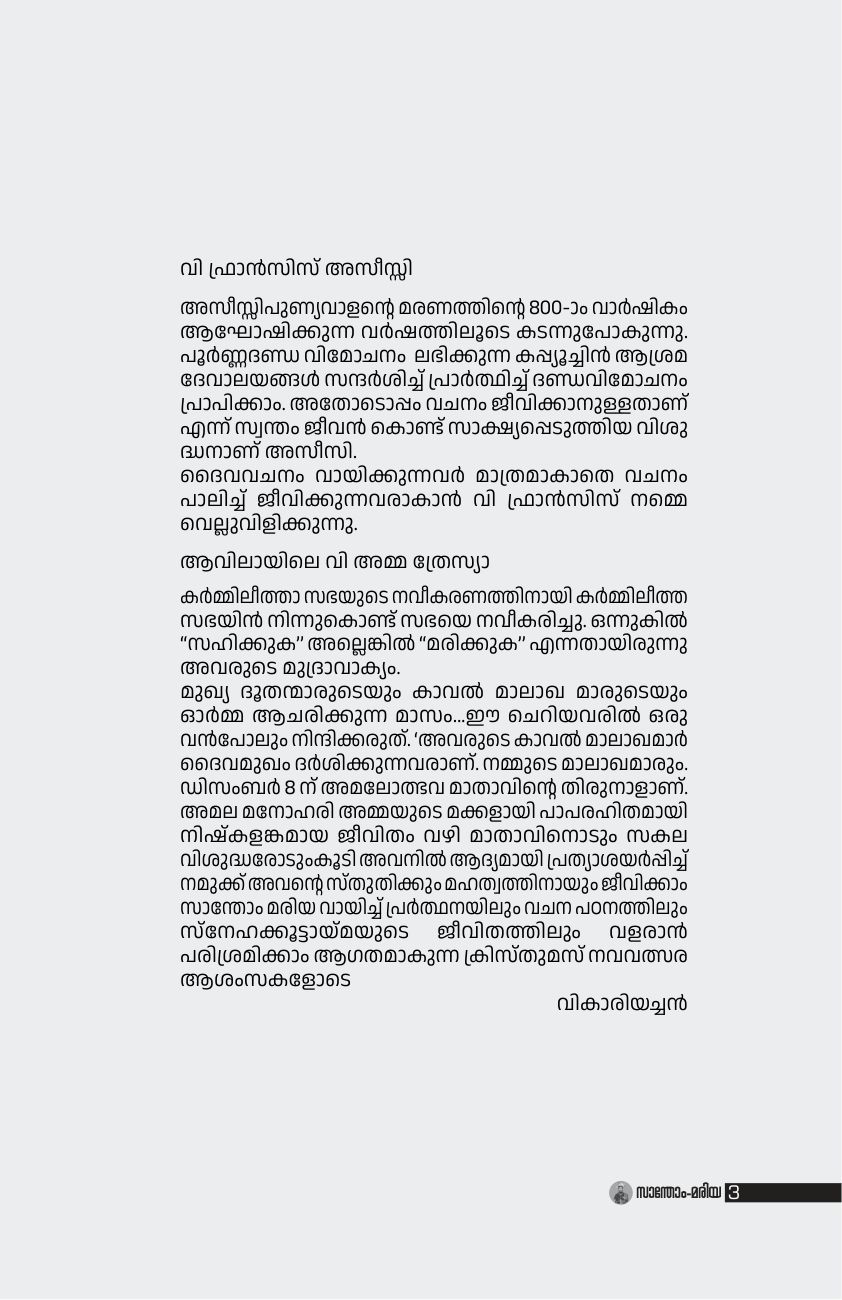 വി ഫ്രാൻസിസ് അസീസ്സി
അസീസ്സിപുണ്യവാളന്റെ മരണത്തിന്റെ 800-ാം വാർഷികം
ആഘോഷിക്കുന്ന വർഷത്തിലൂടെ കടന്നുപോകുന്നു.
പൂർണ്ണദണ്ഡ വിമോചനം ലഭിക്കുന്ന കപ്പ്യൂച്ചിൻ ആശ്രമ
ദേവാലയങ്ങൾ സന്ദർശിച്ച് പ്രാർത്ഥിച്ച് ദണ്ഡവിമോചനം
പ്രാപിക്കാം. അതോടൊപ്പം വചനം ജീവിക്കാനുള്ളതാണ്
എന്ന് സ്വന്തം ജീവൻ കൊണ്ട് സാക്ഷ്യപ്പെടുത്തിയ വിശു
ദ്ധനാണ് അസീസി.
ദൈവവചനം വായിക്കുന്നവർ മാത്രമാകാതെ വചനം
പാലിച്ച് ജീവിക്കുന്നവരാകാൻ വി ഫ്രാൻസിസ് നമ്മെ
വെല്ലുവിളിക്കുന്നു.
ആവിലായിലെ വി അമ്മ ത്രേസ്യാ
കർമ്മിലീത്താ സഭയുടെ നവീകരണത്തിനായി കർമ്മിലീത്ത
സഭയിൻ നിന്നുകൊണ്ട് സഭയെ നവീകരിച്ചു. ഒന്നുകിൽ
“സഹിക്കുക’’ അല്ലെങ്കിൽ “മരിക്കുക’’ എന്നതായിരുന്നു
അവരുടെ മുദ്രാവാക്യം.
മുഖ്യ ദൂതന്മാരുടെയും കാവൽ മാലാഖ മാരുടെയും
ഓർമ്മ ആചരിക്കുന്ന മാസം...ഈ ചെറിയവരിൽ ഒരു
വൻപോലും നിന്ദിക്കരുത്. ‘അവരുടെ കാവൽ മാലാഖമാർ
ദൈവമുഖം ദർശിക്കുന്നവരാണ്. നമ്മുടെ മാലാഖമാരും.
ഡിസംബർ 8 ന് അമലോത്ഭവ മാതാവിന്റെ തിരുനാളാണ്.
അമല മനോഹരി അമ്മയുടെ മക്കളായി പാപരഹിതമായി
നിഷ്കളങ്കമായ ജീവിതം വഴി മാതാവിനൊടും സകല
വിശുദ്ധരോടുംകൂടി അവനിൽ ആദ്യമായി പ്രത്യാശയർപ്പിച്ച്
നമുക്ക് അവന്റെ സ്തുതിക്കും മഹത്വത്തിനായും ജീവിക്കാം
സാന്തോം മരിയ വായിച്ച് പ്രർത്ഥനയിലും വചന പഠനത്തിലും
സ്നേഹക്കൂട്ടായ്മയുടെ ജീവിതത്തിലും വളരാൻ
പരിശ്രമിക്കാം ആഗതമാകുന്ന ക്രിസ്തുമസ് നവവത്സര
ആശംസകളോടെ
വികാരിയച്ചൻ
സാന്തോം-മരിയ 3